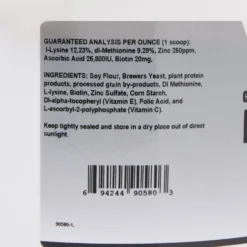 GUARANTEED ANALYSIS PER OUNCE (1 scoop):
l-Lysine 12.23%, dl-Methionine 9.29%, Zinc 260ppm,
Ascorbic Acid 26,800IU, Biotin 20mg,
INGREDIENTS: Soy Flour, Brewers Yeast, plant protein
products, processed grain by-products, Dl Methionine,
L-lysine, Biotin, Zinc Sulfate, Corn Starch,
Dl-alpha-tocopheryl (Vitamin E), Folic Acid, and
L-ascorbyl-2-polyphosphate (Vitamin C).
Keep tightly sealed and store in a dry place out of direct
sunlight.
6 94244 90580 3
90580-L